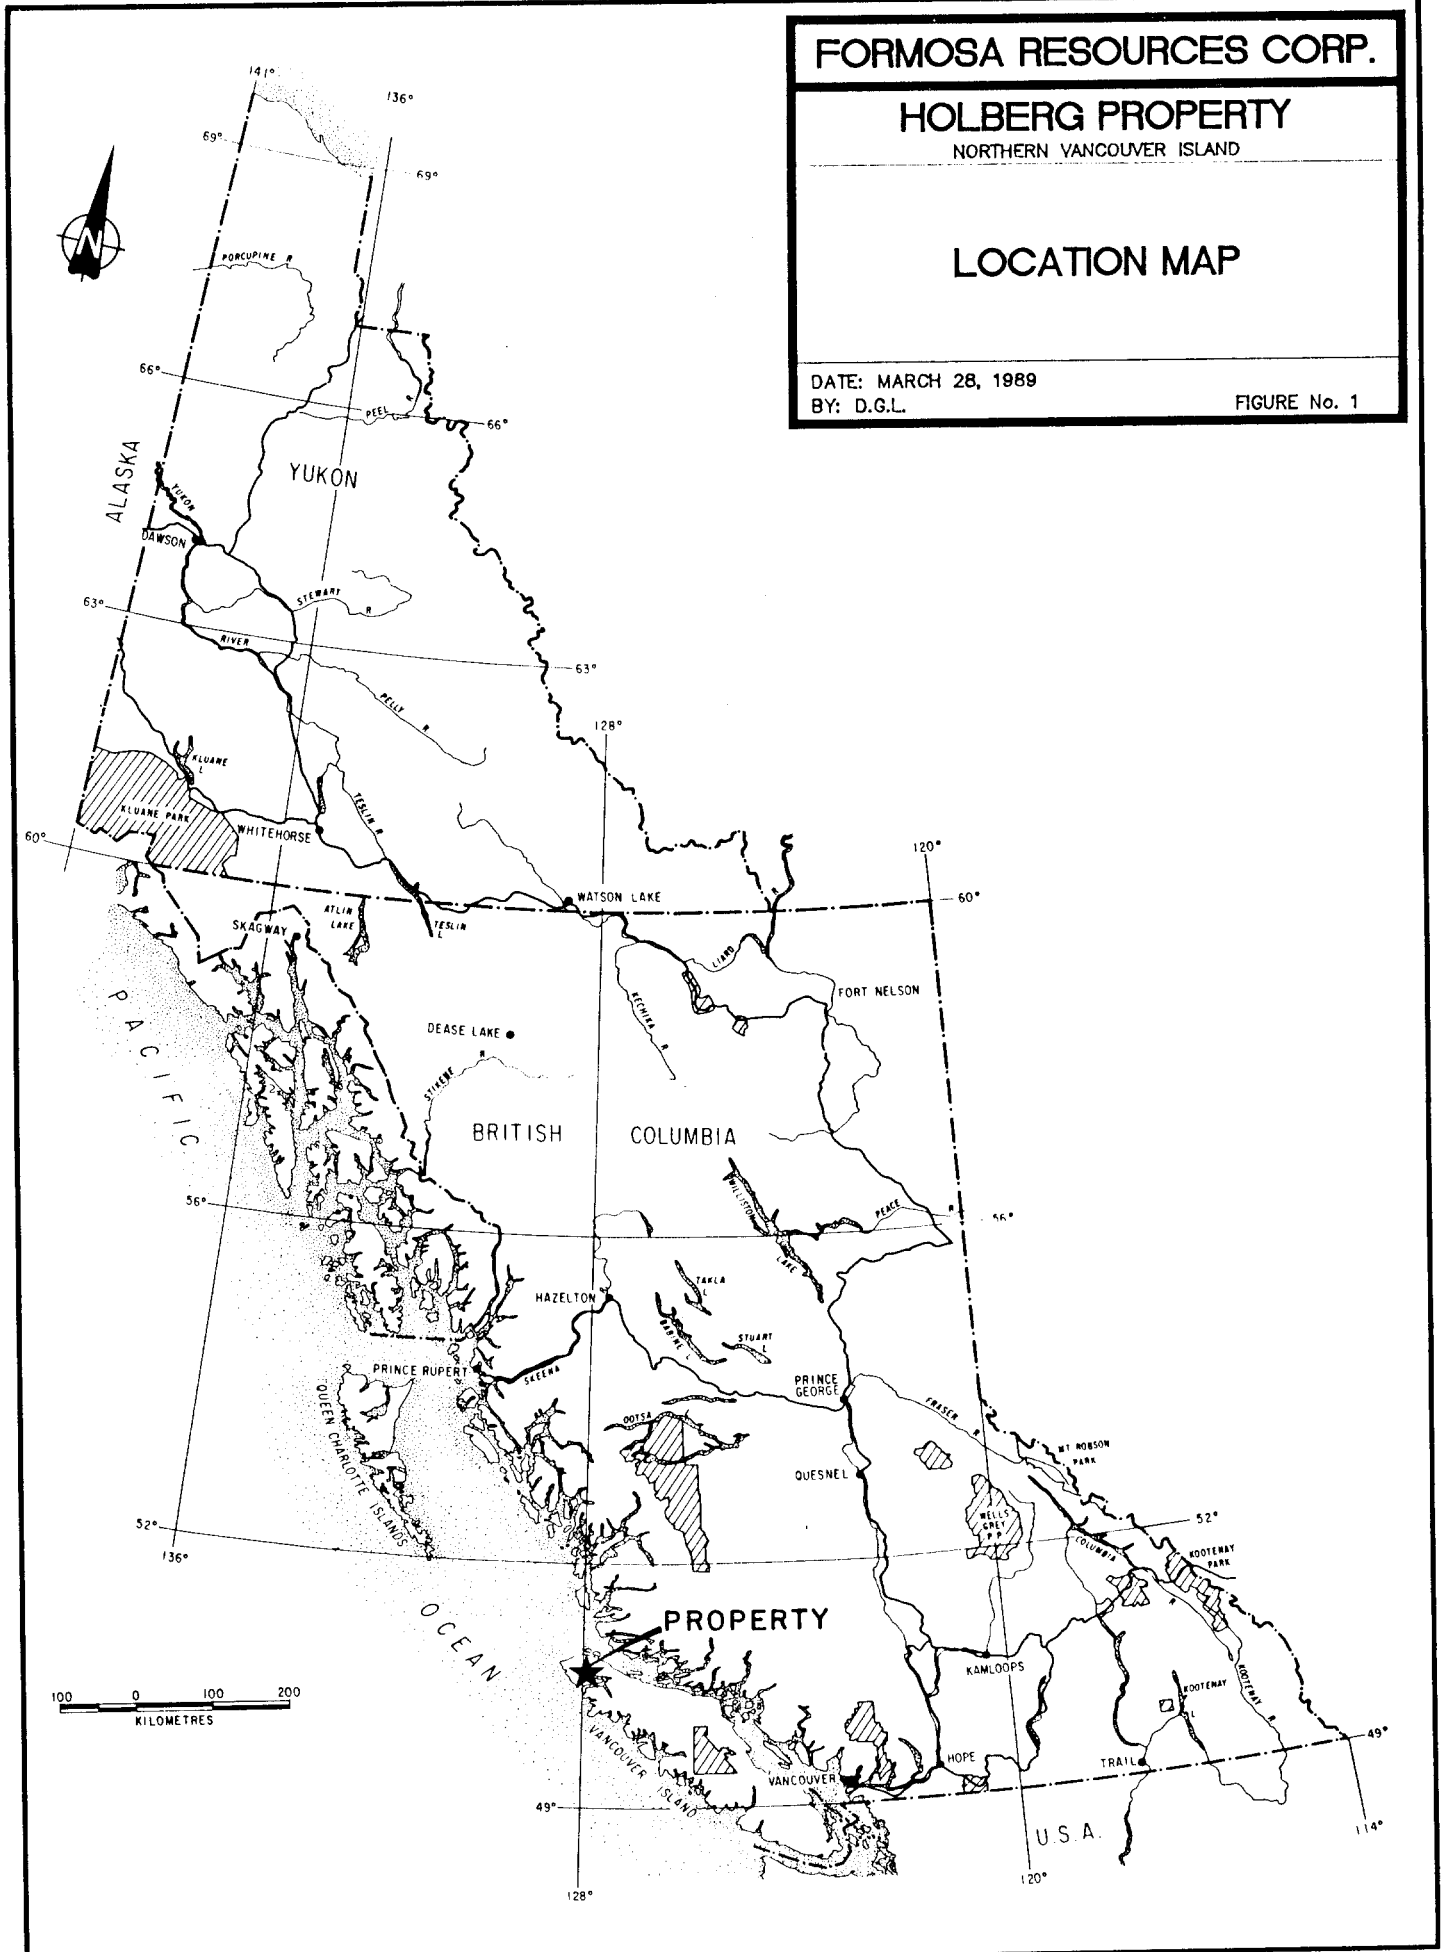 FORMOSA RESOURCES CORP.
HOLBERG PROPERTY
NORTHERN VANCOUVER ISLAND
LOCATION MAP
DATE: MARCH 28, 1989
BY: D.G.L.
FIGURE No. 1
141°
136°
69°
69°
N
PORCUPINE R
66°
PEEL R
66°
ALASKA
YUKON
YUKON
DAWSON
63°
STEWART R
RIVER
63°
PELLY R
128°
KLUANE L
KLUANE PARK
TESLIN R
WHITEHORSE
60°
120°
WATSON LAKE
60°
ATLIN LAKE
SKAGWAY
TESLIN L
R
LIARD
FORT NELSON
KECHIKA R
PACIFIC
DEASE LAKE
STIKENE R
BRITISH COLUMBIA
WILLISTON LAKE
PEACE R
56°
56°
TAKLA L
HAZELTON
BABINE L
STUART L
PRINCE RUPERT
SKEENA
PRINCE GEORGE
QUEEN CHARLOTTE ISLANDS
OOTSA
FRASER R
MT ROBSON PARK
QUESNEL
WELLS GREY P P
52°
52°
136°
COLUMBIA R
KOOTENAY PARK
OCEAN
PROPERTY
KAMLOOPS
KOOTENAY L
KOOTENAY R
100 0 100 200
KILOMETRES
VANCOUVER ISLAND
HOPE
TRAIL
49°
VANCOUVER
49°
U.S.A.
114°
120°
128°